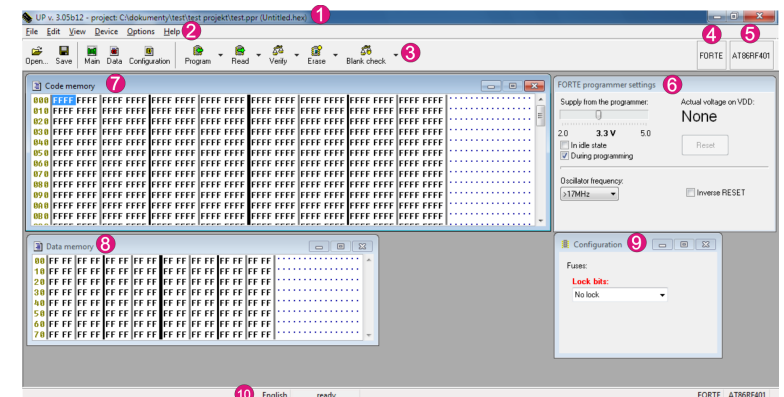 UP v. 3.05b12 - project: C:\dokumenty\test\test projekt\test.ppr (Untitled.hex)
1
File Edit View Device Options Help
2
Open... Save Main Data Configuration Program Read Verify Erase Blank check
3
4
FORTE
5
AT86RF401
Code memory
7
000 FFFF FFFF FFFF FFFF FFFF FFFF FFFF FFFF FFFF FFFF FFFF FFFF FFFF FFFF FFFF FFFF
010 FFFF FFFF FFFF FFFF FFFF FFFF FFFF FFFF FFFF FFFF FFFF FFFF FFFF FFFF FFFF FFFF
020 FFFF FFFF FFFF FFFF FFFF FFFF FFFF FFFF FFFF FFFF FFFF FFFF FFFF FFFF FFFF FFFF
030 FFFF FFFF FFFF FFFF FFFF FFFF FFFF FFFF FFFF FFFF FFFF FFFF FFFF FFFF FFFF FFFF
040 FFFF FFFF FFFF FFFF FFFF FFFF FFFF FFFF FFFF FFFF FFFF FFFF FFFF FFFF FFFF FFFF
050 FFFF FFFF FFFF FFFF FFFF FFFF FFFF FFFF FFFF FFFF FFFF FFFF FFFF FFFF FFFF FFFF
060 FFFF FFFF FFFF FFFF FFFF FFFF FFFF FFFF FFFF FFFF FFFF FFFF FFFF FFFF FFFF FFFF
070 FFFF FFFF FFFF FFFF FFFF FFFF FFFF FFFF FFFF FFFF FFFF FFFF FFFF FFFF FFFF FFFF
080 FFFF FFFF FFFF FFFF FFFF FFFF FFFF FFFF FFFF FFFF FFFF FFFF FFFF FFFF FFFF FFFF
090 FFFF FFFF FFFF FFFF FFFF FFFF FFFF FFFF FFFF FFFF FFFF FFFF FFFF FFFF FFFF FFFF
0A0 FFFF FFFF FFFF FFFF FFFF FFFF FFFF FFFF FFFF FFFF FFFF FFFF FFFF FFFF FFFF FFFF
0B0 FFFF FFFF FFFF FFFF FFFF FFFF FFFF FFFF FFFF FFFF FFFF FFFF FFFF FFFF FFFF FFFF
FORTE programmer settings
6
Supply from the programmer:
2.0 3.3 V 5.0
In idle state
During programming
Actual voltage on VDD:
None
Reset
Oscillator frequency:
>17MHz
Inverse RESET
Data memory
8
00 FF FF FF FF FF FF FF FF FF FF FF FF FF FF FF FF
10 FF FF FF FF FF FF FF FF FF FF FF FF FF FF FF FF
20 FF FF FF FF FF FF FF FF FF FF FF FF FF FF FF FF
30 FF FF FF FF FF FF FF FF FF FF FF FF FF FF FF FF
40 FF FF FF FF FF FF FF FF FF FF FF FF FF FF FF FF
50 FF FF FF FF FF FF FF FF FF FF FF FF FF FF FF FF
60 FF FF FF FF FF FF FF FF FF FF FF FF FF FF FF FF
70 FF FF FF FF FF FF FF FF FF FF FF FF FF FF FF FF
Configuration
9
Fuses:
Lock bits:
No lock
10
English ready FORTE AT86RF401